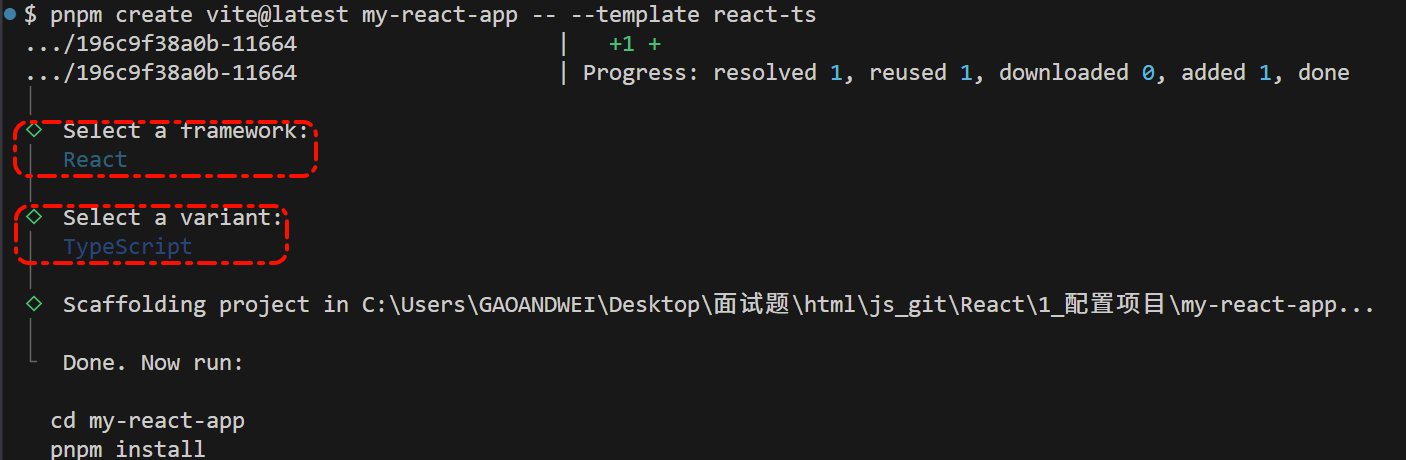 $ pnpm create vite@latest my-react-app -- --template react-ts
.../196c9f38a0b-11664 | +1 +
.../196c9f38a0b-11664 | Progress: resolved 1, reused 1, downloaded 0, added 1, done
Select a framework:
React
Select a variant:
TypeScript
Scaffolding project in C:\Users\GAOANDWEI\Desktop\面试题\html\js_git\React\1_配置项目\my-react-app...
Done. Now run:
cd my-react-app
pnpm install